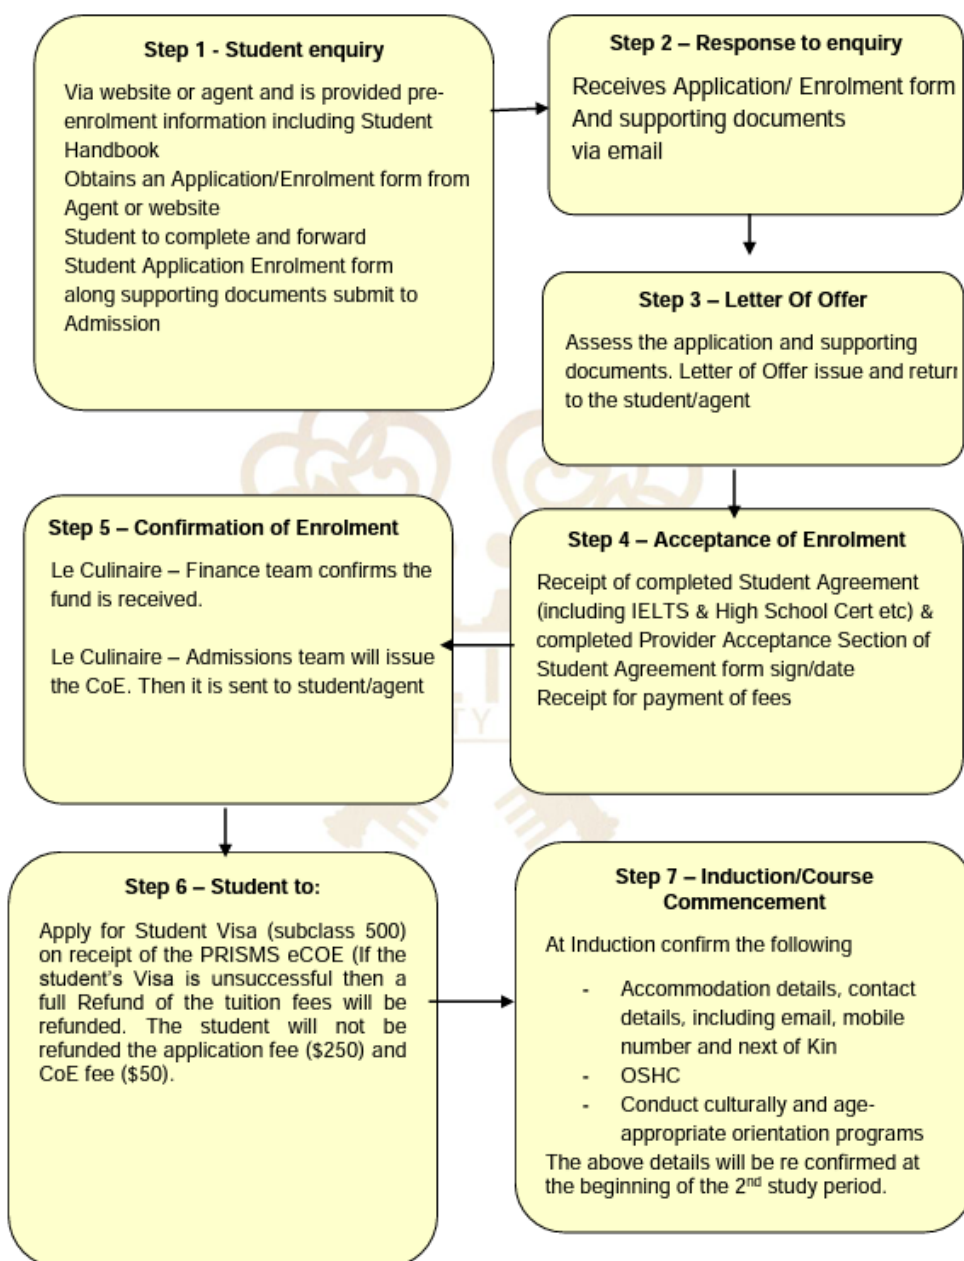 Step 1 - Student enquiry
Via website or agent and is provided pre-
enrolment information including Student
Handbook
Obtains an Application/Enrolment form from
Agent or website
Student to complete and forward
Student Application Enrolment form
along supporting documents submit to
Admission
Step 2 – Response to enquiry
Receives Application/ Enrolment form
And supporting documents
via email
Step 3 – Letter Of Offer
Assess the application and supporting
documents. Letter of Offer issue and return
to the student/agent
Step 4 – Acceptance of Enrolment
Receipt of completed Student Agreement
(including IELTS & High School Cert etc) &
completed Provider Acceptance Section of
Student Agreement form sign/date
Receipt for payment of fees
Step 5 – Confirmation of Enrolment
Le Culinaire – Finance team confirms the
fund is received.
Le Culinaire – Admissions team will issue
the CoE. Then it is sent to student/agent
Step 6 – Student to:
Apply for Student Visa (subclass 500)
on receipt of the PRISMS eCOE (If the
student’s Visa is unsuccessful then a
full Refund of the tuition fees will be
refunded. The student will not be
refunded the application fee ($250) and
CoE fee ($50).
Step 7 – Induction/Course
Commencement
At Induction confirm the following
- Accommodation details, contact
details, including email, mobile
number and next of Kin
- OSHC
- Conduct culturally and age-
appropriate orientation programs
The above details will be re confirmed at
the beginning of the 2nd study period.